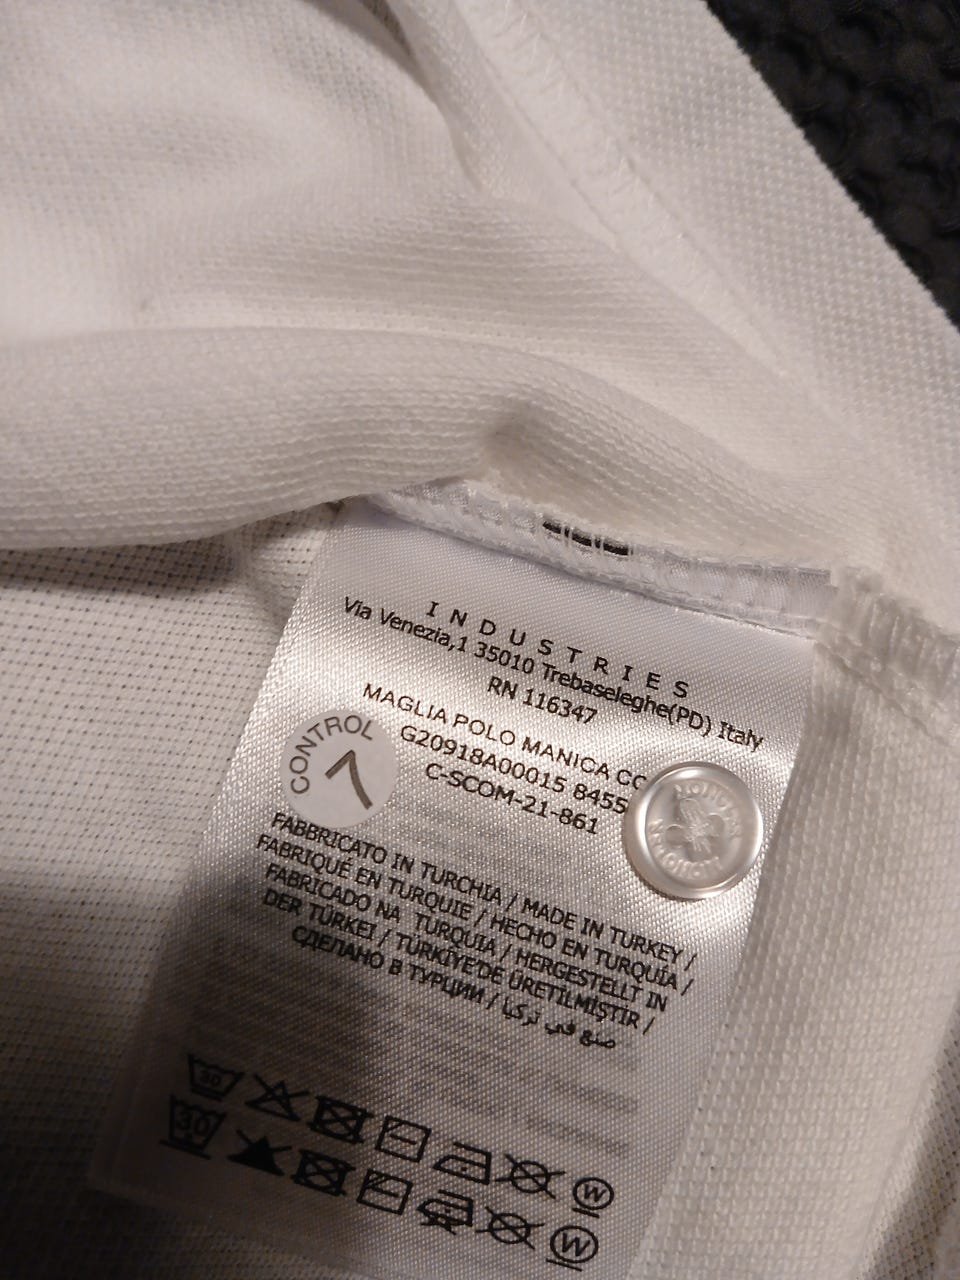 INDUSTRIES
Via Venezia,1 35010 Trebaseleghe(PD) Italy
RN 116347
MAGLIA POLO MANICA CO
G20918A00015 8455
C-SCOM-21-861
CONTROL
7
FABBRICATO IN TURCHIA / MADE IN TURKEY /
FABRIQUÉ EN TURQUIE / HECHO EN TURQUÍA /
FABRICADO NA TURQUIA / HERGESTELLT IN
DER TÜRKEI / TÜRKİYE'DE ÜRETİLMİŞTİR /
СДЕЛАНО В ТУРЦИИ / صنع في تركيا
30
W
30
W